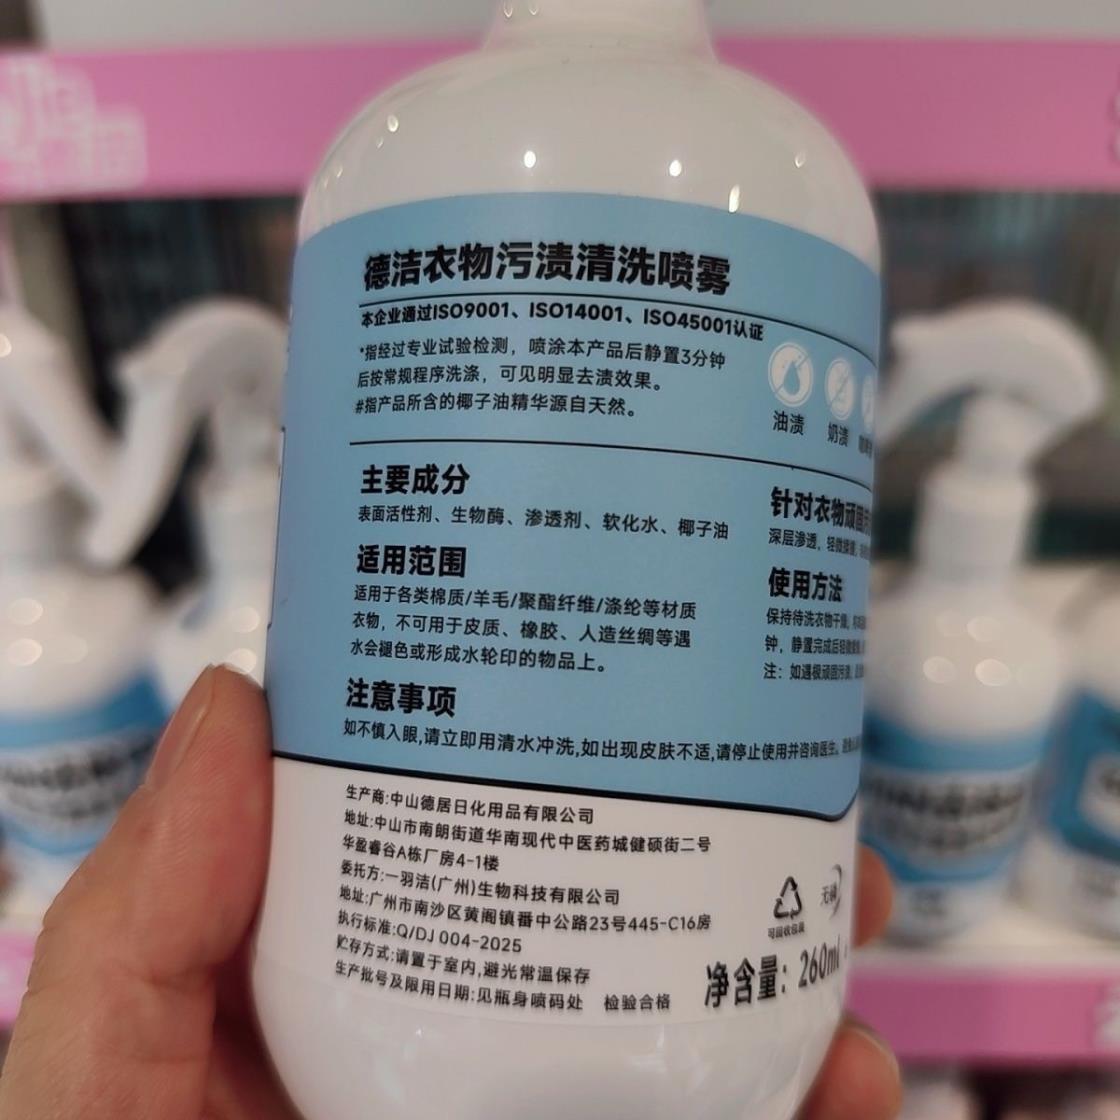 德洁衣物污渍清洗喷雾
本企业通过ISO9001、ISO14001、ISO45001认证
*指经过专业试验检测，喷涂本产品后静置3分钟
后按常规程序洗涤，可见明显去渍效果。
#指产品所含的椰子油精华源自天然。
油渍
奶渍
主要成分
表面活性剂、生物酶、渗透剂、软化水、椰子油
适用范围
适用于各类棉质/羊毛/聚酯纤维/涤纶等材质
衣物，不可用于皮质、橡胶、人造丝绸等遇
水会褪色或形成水轮印的物品上。
注意事项
如不慎入眼,请立即用清水冲洗,如出现皮肤不适,请停止使用并咨询医生。
针对衣物顽固
深层渗透，轻微揉搓，
使用方法
保持待洗衣物干燥，
钟，静置完成后轻微
注：如遇极顽固污渍，
生产商:中山德居日化用品有限公司
地址:中山市南朗街道华南现代中医药城健硕街二号
华盈睿谷A栋厂房4-1楼
委托方:一羽洁(广州)生物科技有限公司
地址:广州市南沙区黄阁镇番中公路23号445-C16房
执行标准:Q/DJ 004-2025
贮存方式:请置于室内,避光常温保存
生产批号及限用日期:见瓶身喷码处 检验合格
可回收包装
无磷
净含量：260ml